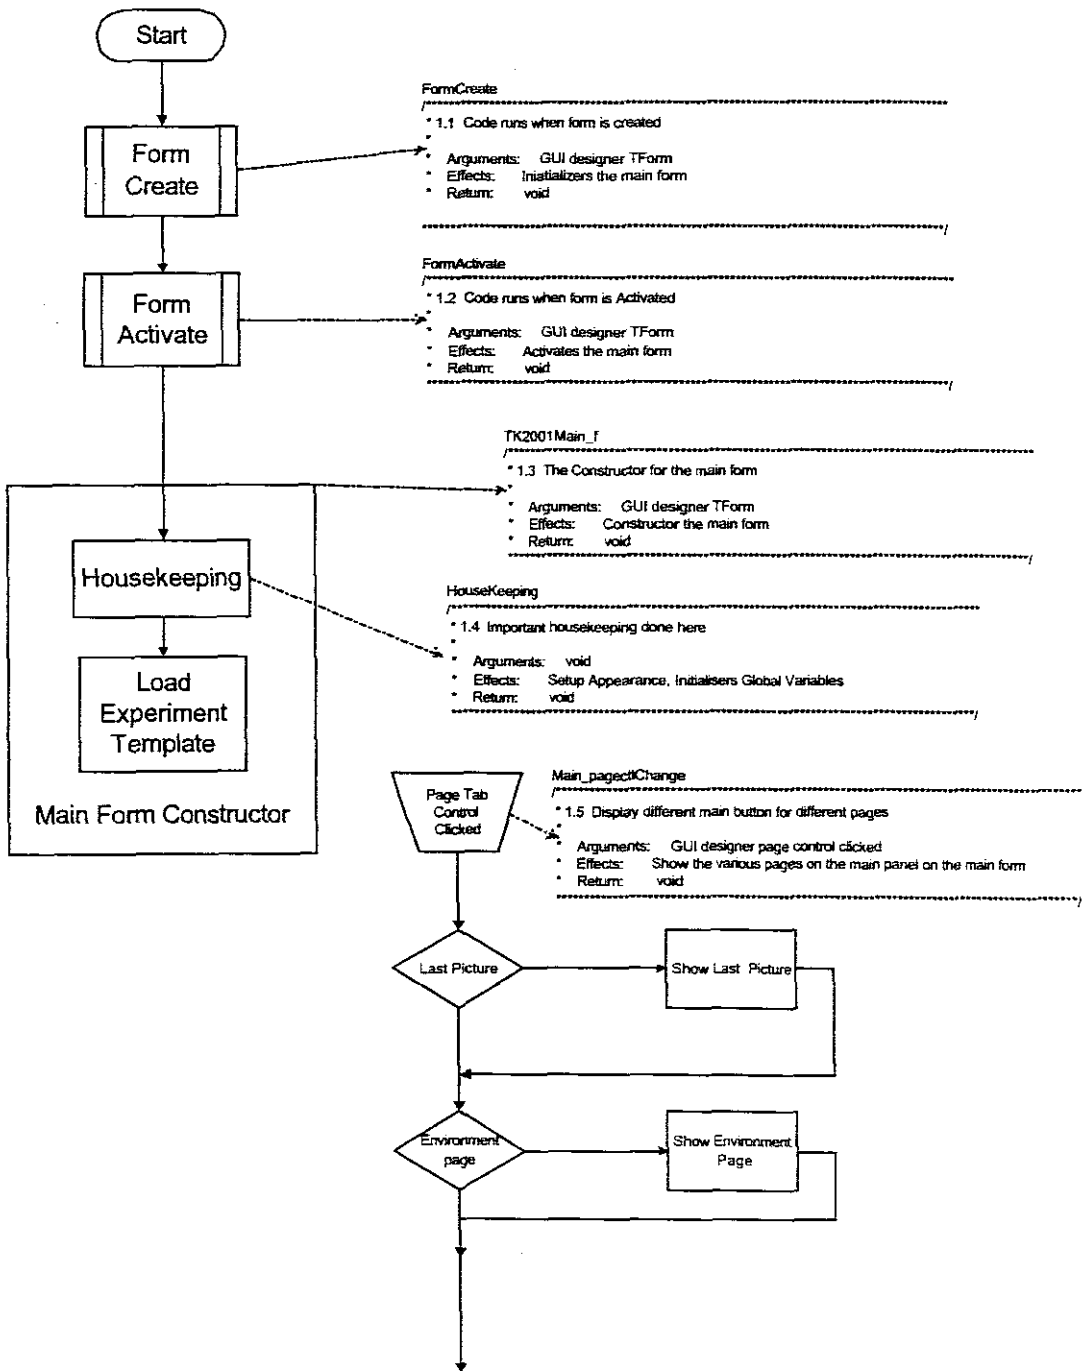 Start
Form
Create
FormCreate
/***
* 1.1 Code runs when form is created
*
* Arguments: GUI designer TForm
* Effects: Iniatializers the main form
* Return: void
***/
Form
Activate
FormActivate
/***
* 1.2 Code runs when form is Activated
*
* Arguments: GUI designer TForm
* Effects: Activates the main form
* Return: void
***/
TK2001Main_f
/***
* 1.3 The Constructor for the main form
*
* Arguments: GUI designer TForm
* Effects: Constructor the main form
* Return: void
***/
Housekeeping
Load
Experiment
Template
Main Form Constructor
HouseKeeping
/***
* 1.4 Important housekeeping done here
*
* Arguments: void
* Effects: Setup Appearance, Initialisers Global Variables
* Return: void
***/
Page Tab
Control
Clicked
Main_pagectlChange
/***
* 1.5 Display different main button for different pages
*
* Arguments: GUI designer page control clicked
* Effects: Show the various pages on the main panel on the main form
* Return: void
***/
Last Picture
Show Last Picture
Environment
page
Show Environment
Page